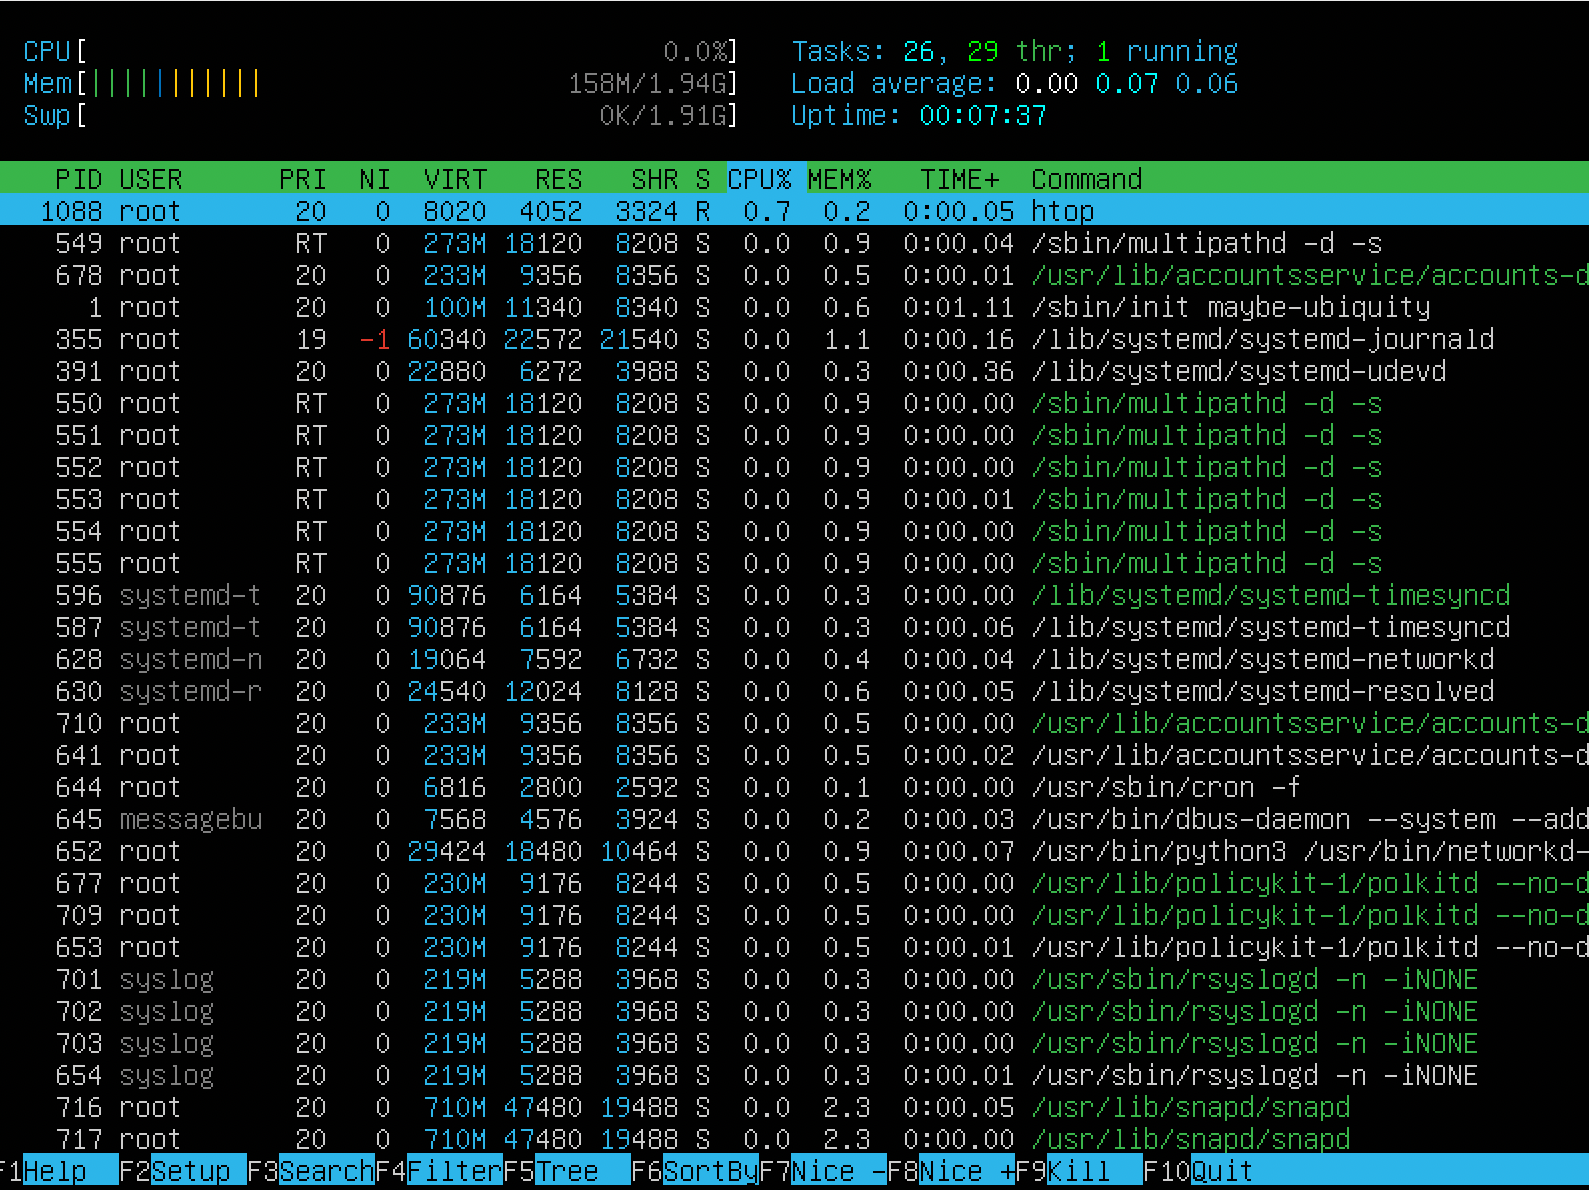 CPU[ 0.0%] Tasks: 26, 29 thr; 1 running
Mem[||||||||||||| 158M/1.94G] Load average: 0.00 0.07 0.06
Swp[ 0K/1.91G] Uptime: 00:07:37
PID USER PRI NI VIRT RES SHR S CPU% MEM% TIME+ Command
1088 root 20 0 8020 4052 3324 R 0.7 0.2 0:00.05 htop
549 root RT 0 273M 18120 8208 S 0.0 0.9 0:00.04 /sbin/multipathd -d -s
678 root 20 0 233M 9356 8356 S 0.0 0.5 0:00.01 /usr/lib/accountsservice/accounts-d
1 root 20 0 100M 11340 8340 S 0.0 0.6 0:01.11 /sbin/init maybe-ubiquity
355 root 19 -1 60340 22572 21540 S 0.0 1.1 0:00.16 /lib/systemd/systemd-journald
391 root 20 0 22880 6272 3988 S 0.0 0.3 0:00.36 /lib/systemd/systemd-udevd
550 root RT 0 273M 18120 8208 S 0.0 0.9 0:00.00 /sbin/multipathd -d -s
551 root RT 0 273M 18120 8208 S 0.0 0.9 0:00.00 /sbin/multipathd -d -s
552 root RT 0 273M 18120 8208 S 0.0 0.9 0:00.00 /sbin/multipathd -d -s
553 root RT 0 273M 18120 8208 S 0.0 0.9 0:00.01 /sbin/multipathd -d -s
554 root RT 0 273M 18120 8208 S 0.0 0.9 0:00.00 /sbin/multipathd -d -s
555 root RT 0 273M 18120 8208 S 0.0 0.9 0:00.00 /sbin/multipathd -d -s
596 systemd-t 20 0 90876 6164 5384 S 0.0 0.3 0:00.00 /lib/systemd/systemd-timesyncd
587 systemd-t 20 0 90876 6164 5384 S 0.0 0.3 0:00.06 /lib/systemd/systemd-timesyncd
628 systemd-n 20 0 19064 7592 6732 S 0.0 0.4 0:00.04 /lib/systemd/systemd-networkd
630 systemd-r 20 0 24540 12024 8128 S 0.0 0.6 0:00.05 /lib/systemd/systemd-resolved
710 root 20 0 233M 9356 8356 S 0.0 0.5 0:00.00 /usr/lib/accountsservice/accounts-d
641 root 20 0 233M 9356 8356 S 0.0 0.5 0:00.02 /usr/lib/accountsservice/accounts-d
644 root 20 0 6816 2800 2592 S 0.0 0.1 0:00.00 /usr/sbin/cron -f
645 messagebu 20 0 7568 4576 3924 S 0.0 0.2 0:00.03 /usr/bin/dbus-daemon --system --add
652 root 20 0 29424 18480 10464 S 0.0 0.9 0:00.07 /usr/bin/python3 /usr/bin/networkd-
677 root 20 0 230M 9176 8244 S 0.0 0.5 0:00.00 /usr/lib/policykit-1/polkitd --no-d
709 root 20 0 230M 9176 8244 S 0.0 0.5 0:00.00 /usr/lib/policykit-1/polkitd --no-d
653 root 20 0 230M 9176 8244 S 0.0 0.5 0:00.01 /usr/lib/policykit-1/polkitd --no-d
701 syslog 20 0 219M 5288 3968 S 0.0 0.3 0:00.00 /usr/sbin/rsyslogd -n -iNONE
702 syslog 20 0 219M 5288 3968 S 0.0 0.3 0:00.00 /usr/sbin/rsyslogd -n -iNONE
703 syslog 20 0 219M 5288 3968 S 0.0 0.3 0:00.00 /usr/sbin/rsyslogd -n -iNONE
654 syslog 20 0 219M 5288 3968 S 0.0 0.3 0:00.01 /usr/sbin/rsyslogd -n -iNONE
716 root 20 0 710M 47480 19488 S 0.0 2.3 0:00.05 /usr/lib/snapd/snapd
717 root 20 0 710M 47480 19488 S 0.0 2.3 0:00.00 /usr/lib/snapd/snapd
F1Help F2Setup F3SearchF4FilterF5Tree F6SortByF7Nice -F8Nice +F9Kill F10Quit